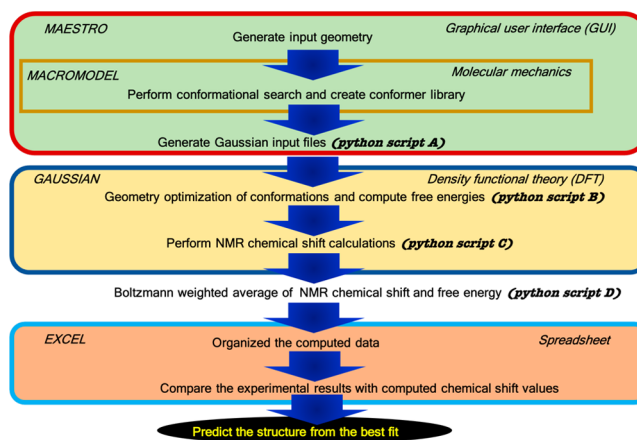 MAESTRO
Graphical user interface (GUI)
Generate input geometry
MACROMODEL
Molecular mechanics
Perform conformational search and create conformer library
Generate Gaussian input files (python script A)
GAUSSIAN
Density functional theory (DFT)
Geometry optimization of conformations and compute free energies (python script B)
Perform NMR chemical shift calculations (python script C)
Boltzmann weighted average of NMR chemical shift and free energy (python script D)
EXCEL
Spreadsheet
Organized the computed data
Compare the experimental results with computed chemical shift values
Predict the structure from the best fit